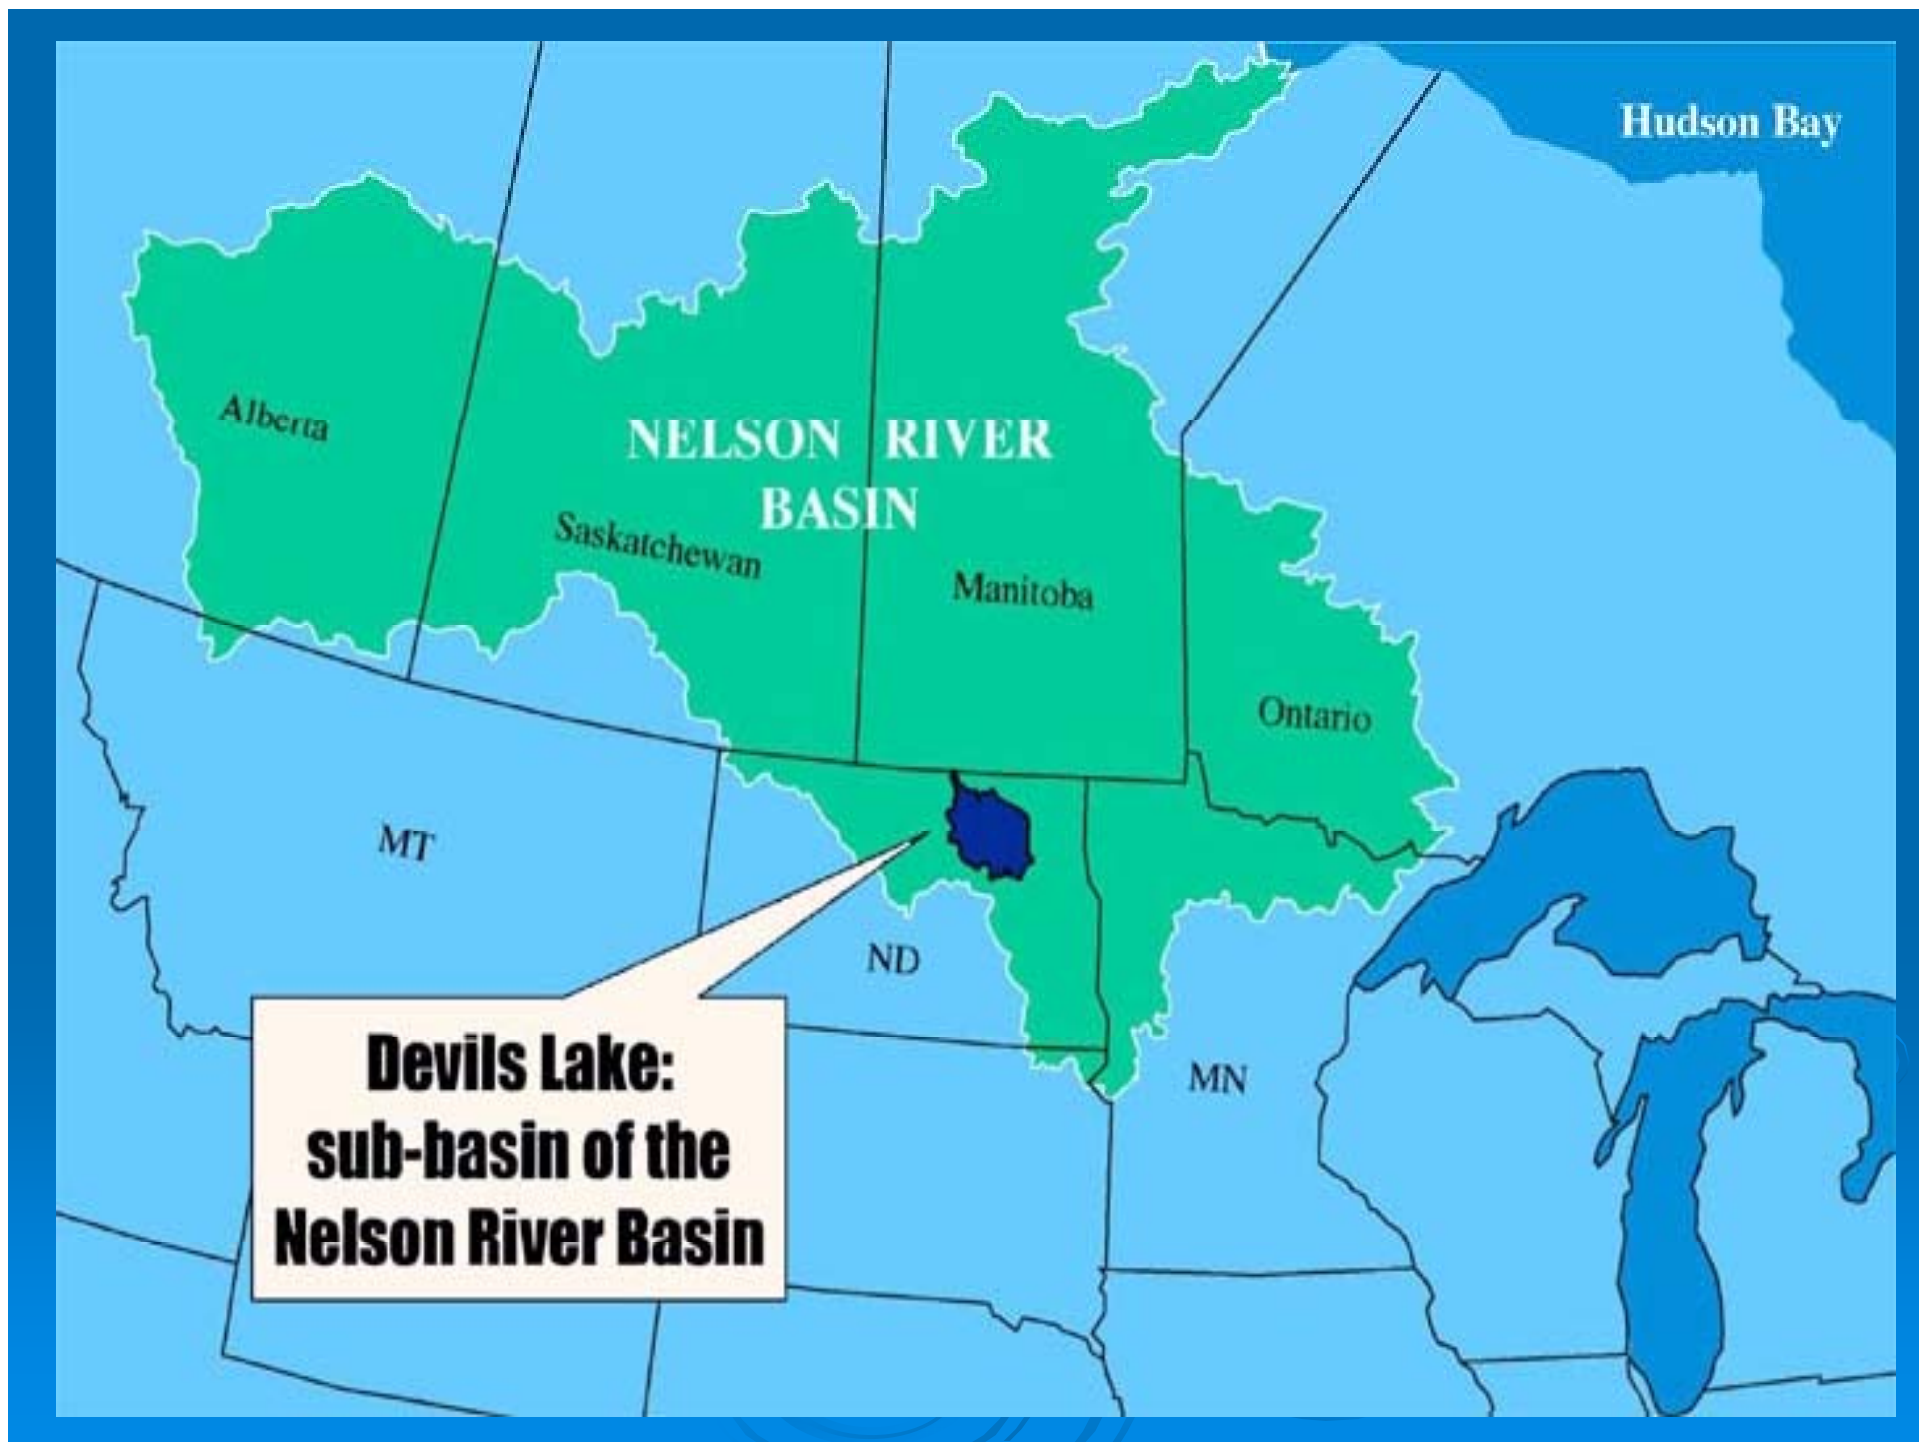 Hudson Bay
Alberta
NELSON RIVER
BASIN
Saskatchewan
Manitoba
Ontario
MT
ND
MN
Devils Lake:
sub-basin of the
Nelson River Basin